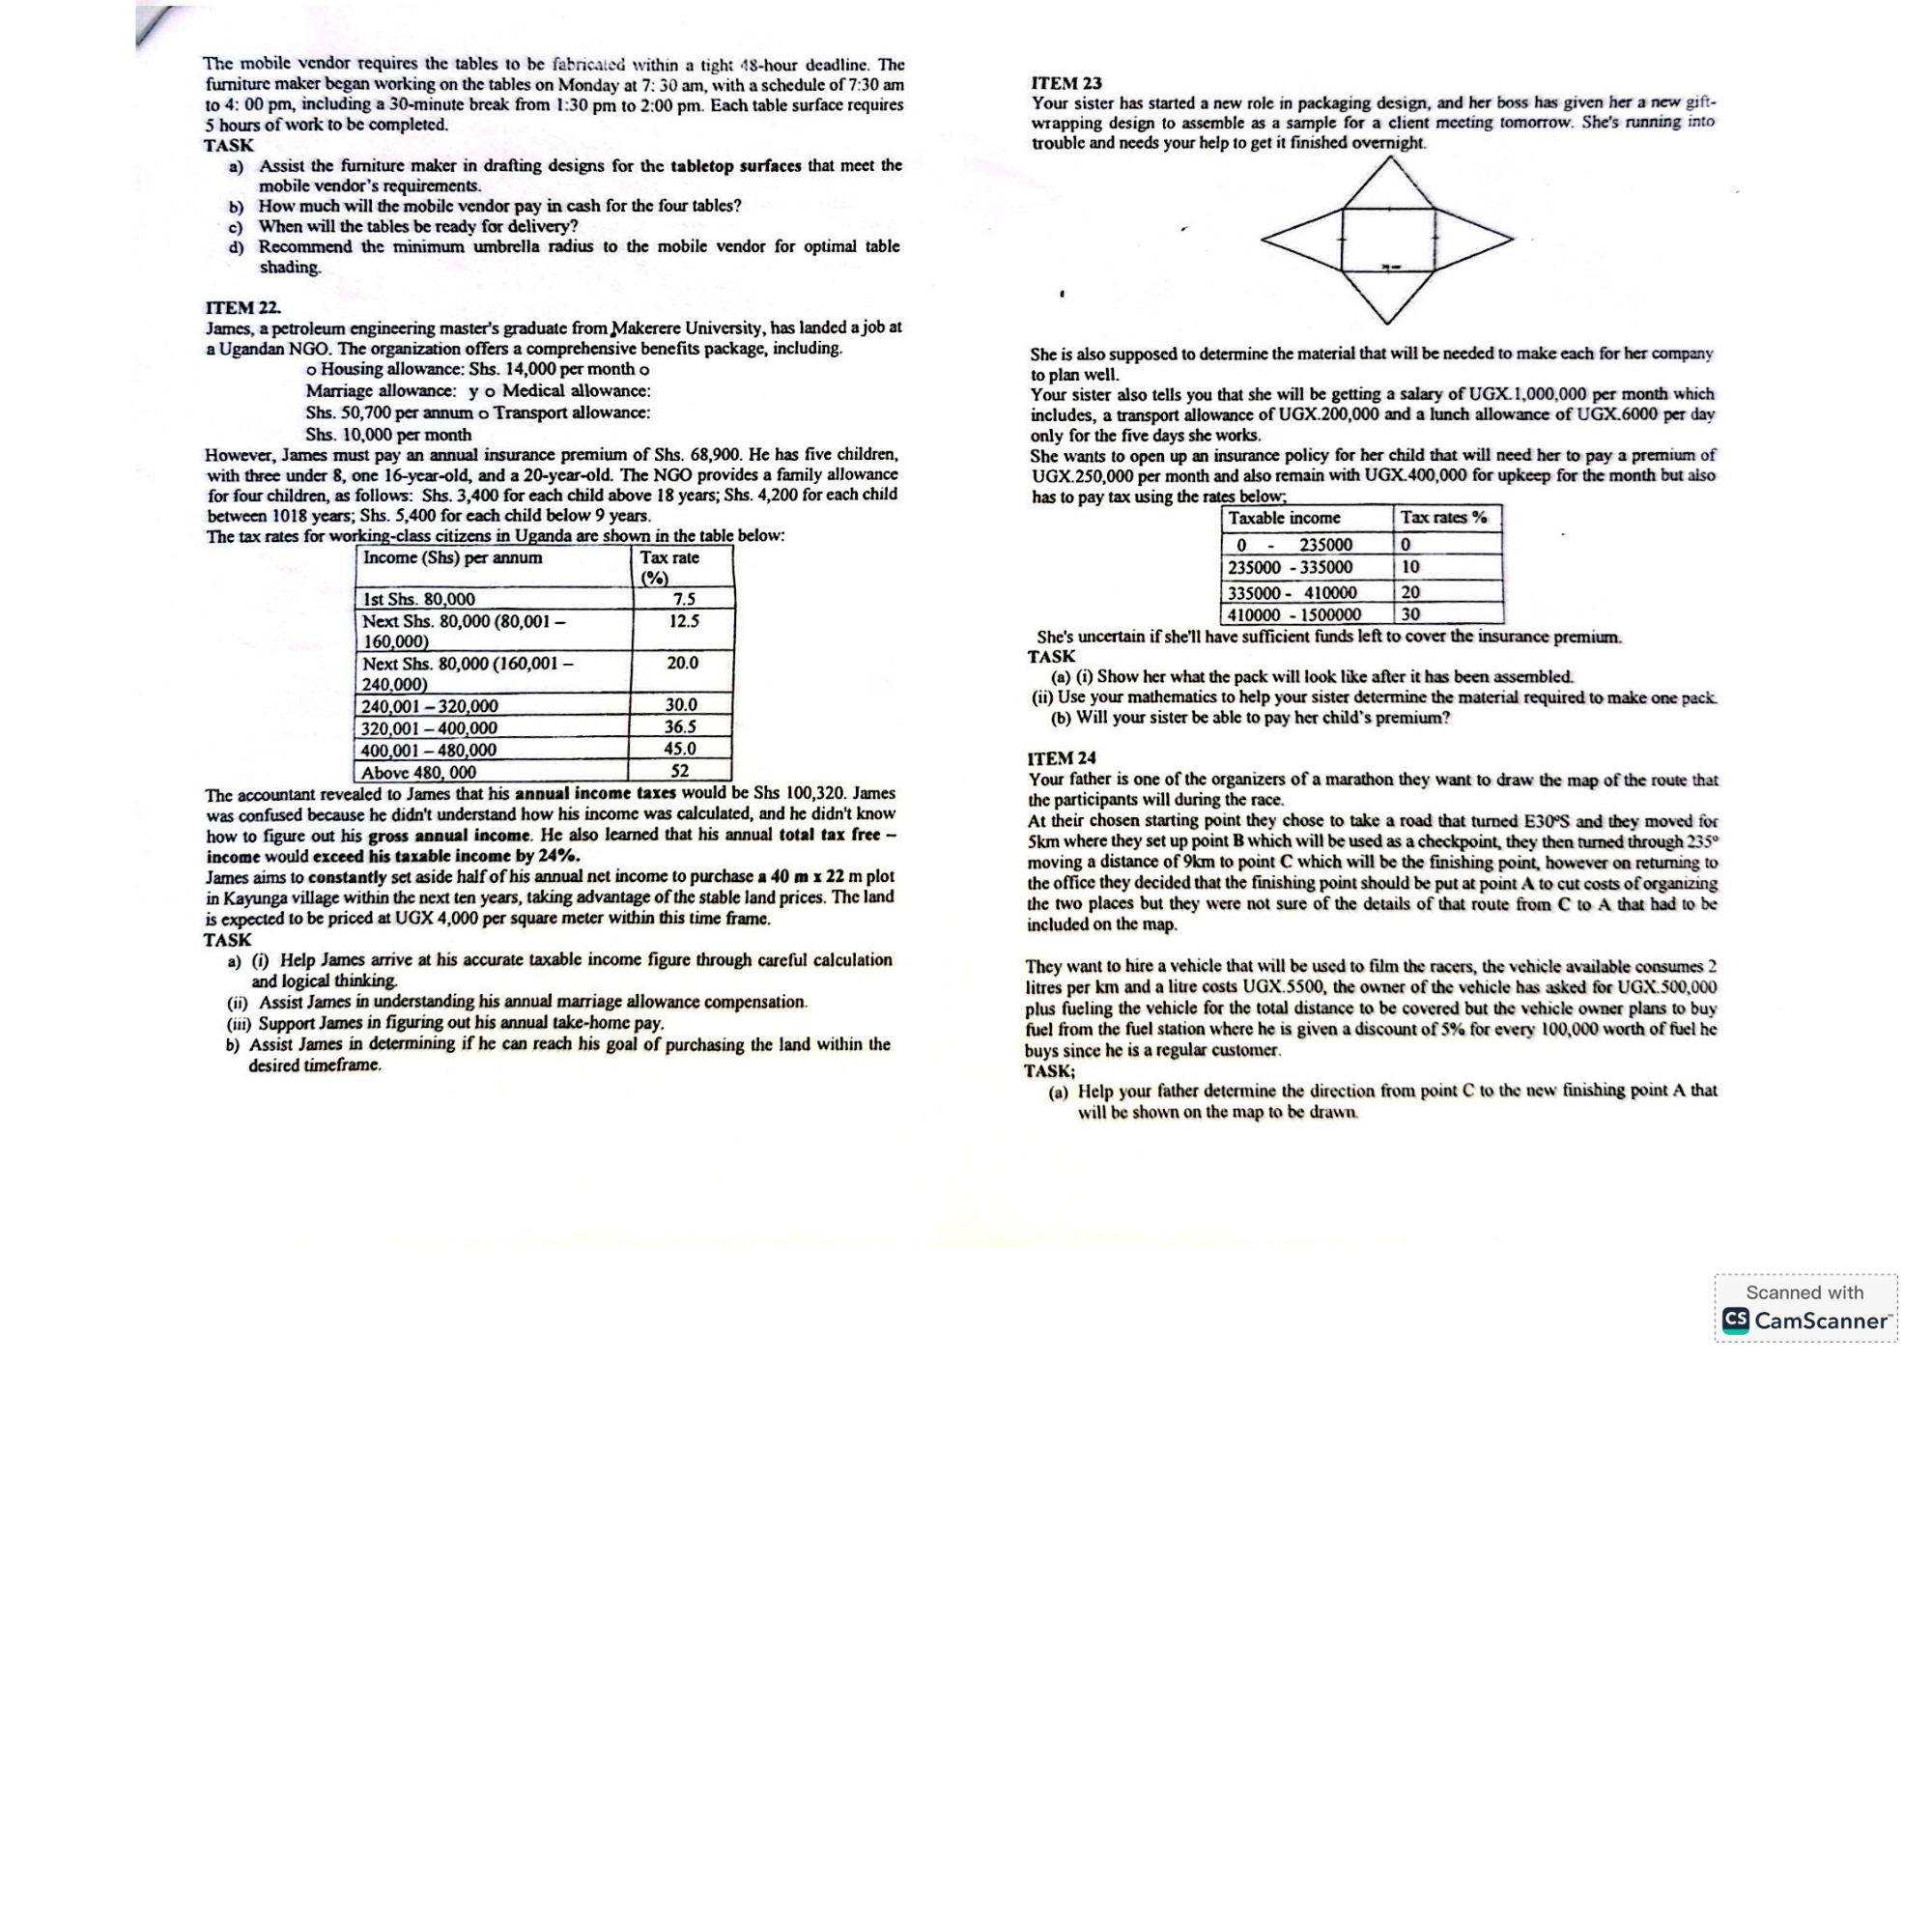 The mobile vendor requires the tables to be fabricated within a tight 48-hour deadline. The
furniture maker began working on the tables on Monday at 7: 30 am, with a schedule of 7:30 am
to 4: 00 pm, including a 30-minute break from 1:30 pm to 2:00 pm. Each table surface requires
5 hours of work to be completed.
TASK
a) Assist the furniture maker in drafting designs for the tabletop surfaces that meet the
mobile vendor's requirements.
b) How much will the mobile vendor pay in cash for the four tables?
c) When will the tables be ready for delivery?
d) Recommend the minimum umbrella radius to the mobile vendor for optimal table
shading.
ITEM 22.
James, a petroleum engineering master's graduate from Makerere University, has landed a job at
a Ugandan NGO. The organization offers a comprehensive benefits package, including.
o Housing allowance: Shs. 14,000 per month o
Marriage allowance: y o Medical allowance:
Shs. 50,700 per annum o Transport allowance:
Shs. 10,000 per month
However, James must pay an annual insurance premium of Shs. 68,900. He has five children,
with three under 8, one 16-year-old, and a 20-year-old. The NGO provides a family allowance
for four children, as follows: Shs. 3,400 for each child above 18 years; Shs. 4,200 for each child
between 1018 years; Shs. 5,400 for each child below 9 years.
The tax rates for working-class citizens in Uganda are shown in the table below:
Income (Shs) per annum Tax rate
(%)
1st Shs. 80,000 7.5
Next Shs. 80,000 (80,001 – 12.5
160,000)
Next Shs. 80,000 (160,001 – 20.0
240,000)
240,001 – 320,000 30.0
320,001 – 400,000 36.5
400,001 – 480,000 45.0
Above 480, 000 52
The accountant revealed to James that his annual income taxes would be Shs 100,320. James
was confused because he didn't understand how his income was calculated, and he didn't know
how to figure out his gross annual income. He also learned that his annual total tax free –
income would exceed his taxable income by 24%.
James aims to constantly set aside half of his annual net income to purchase a 40 m x 22 m plot
in Kayunga village within the next ten years, taking advantage of the stable land prices. The land
is expected to be priced at UGX 4,000 per square meter within this time frame.
TASK
a) (i) Help James arrive at his accurate taxable income figure through careful calculation
and logical thinking.
(ii) Assist James in understanding his annual marriage allowance compensation.
(iii) Support James in figuring out his annual take-home pay.
b) Assist James in determining if he can reach his goal of purchasing the land within the
desired timeframe.
ITEM 23
Your sister has started a new role in packaging design, and her boss has given her a new gift-
wrapping design to assemble as a sample for a client meeting tomorrow. She's running into
trouble and needs your help to get it finished overnight.
She is also supposed to determine the material that will be needed to make each for her company
to plan well.
Your sister also tells you that she will be getting a salary of UGX.1,000,000 per month which
includes, a transport allowance of UGX.200,000 and a lunch allowance of UGX.6000 per day
only for the five days she works.
She wants to open up an insurance policy for her child that will need her to pay a premium of
UGX.250,000 per month and also remain with UGX.400,000 for upkeep for the month but also
has to pay tax using the rates below;
Taxable income Tax rates %
0 - 235000 0
235000 - 335000 10
335000 - 410000 20
410000 - 1500000 30
She's uncertain if she'll have sufficient funds left to cover the insurance premium.
TASK
(a) (i) Show her what the pack will look like after it has been assembled.
(ii) Use your mathematics to help your sister determine the material required to make one pack.
(b) Will your sister be able to pay her child's premium?
ITEM 24
Your father is one of the organizers of a marathon they want to draw the map of the route that
the participants will during the race.
At their chosen starting point they chose to take a road that turned E30ºS and they moved for
5km where they set up point B which will be used as a checkpoint, they then turned through 235º
moving a distance of 9km to point C which will be the finishing point, however on returning to
the office they decided that the finishing point should be put at point A to cut costs of organizing
the two places but they were not sure of the details of that route from C to A that had to be
included on the map.
They want to hire a vehicle that will be used to film the racers, the vehicle available consumes 2
litres per km and a litre costs UGX.5500, the owner of the vehicle has asked for UGX.500,000
plus fueling the vehicle for the total distance to be covered but the vehicle owner plans to buy
fuel from the fuel station where he is given a discount of 5% for every 100,000 worth of fuel he
buys since he is a regular customer.
TASK;
(a) Help your father determine the direction from point C to the new finishing point A that
will be shown on the map to be drawn.
Scanned with
CS CamScanner™